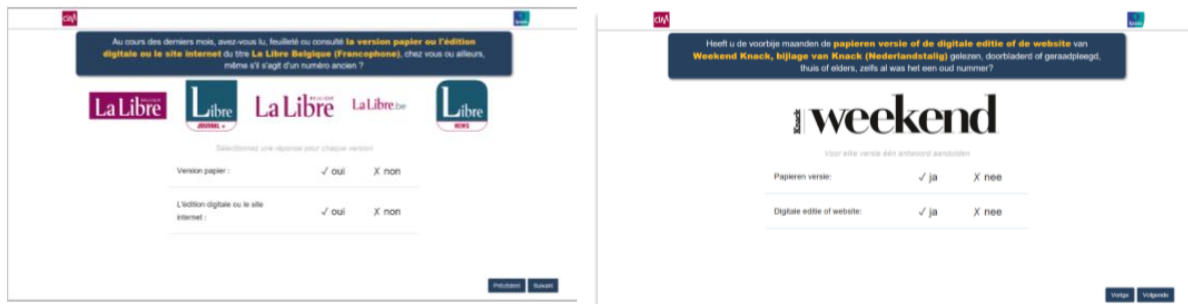 CIM
Ipsos
Au cours des derniers mois, avez-vous lu, feuilleté ou consulté la version papier ou l'édition
digitale ou le site internet du titre La Libre Belgique (Francophone), chez vous ou ailleurs,
même s'il s'agit d'un numéro ancien ?
La Libre BELGIQUE
Libre
JOURNAL +
La Libre BELGIQUE
LaLibre.be
Libre
NEWS
Sélectionnez une réponse pour chaque version
Version papier : ✓ oui ✗ non
L'édition digitale ou le site
internet : ✓ oui ✗ non
Précédent Suivant
CIM
Ipsos
Heeft u de voorbije maanden de papieren versie of de digitale editie of de website van
Weekend Knack, bijlage van Knack (Nederlandstalig) gelezen, doorbladerd of geraadpleegd,
thuis of elders, zelfs al was het een oud nummer?
Knack weekend
Voor elke versie één antwoord aanduiden
Papieren versie: ✓ ja ✗ nee
Digitale editie of website: ✓ ja ✗ nee
Vorige Volgende